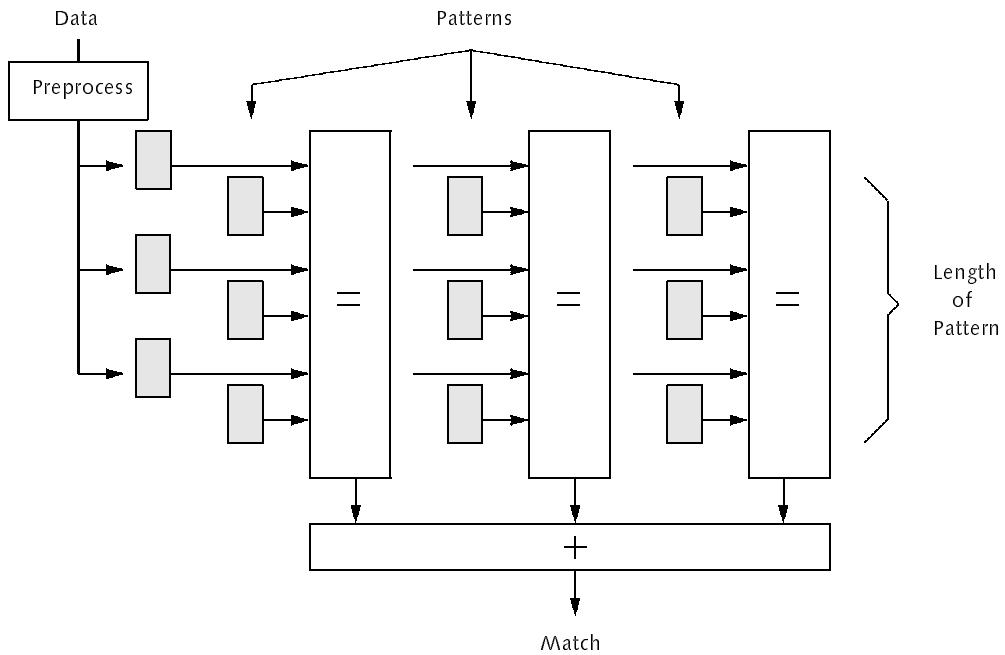 Data
Patterns
Preprocess
=
=
=
Length
of
Pattern
+
Match